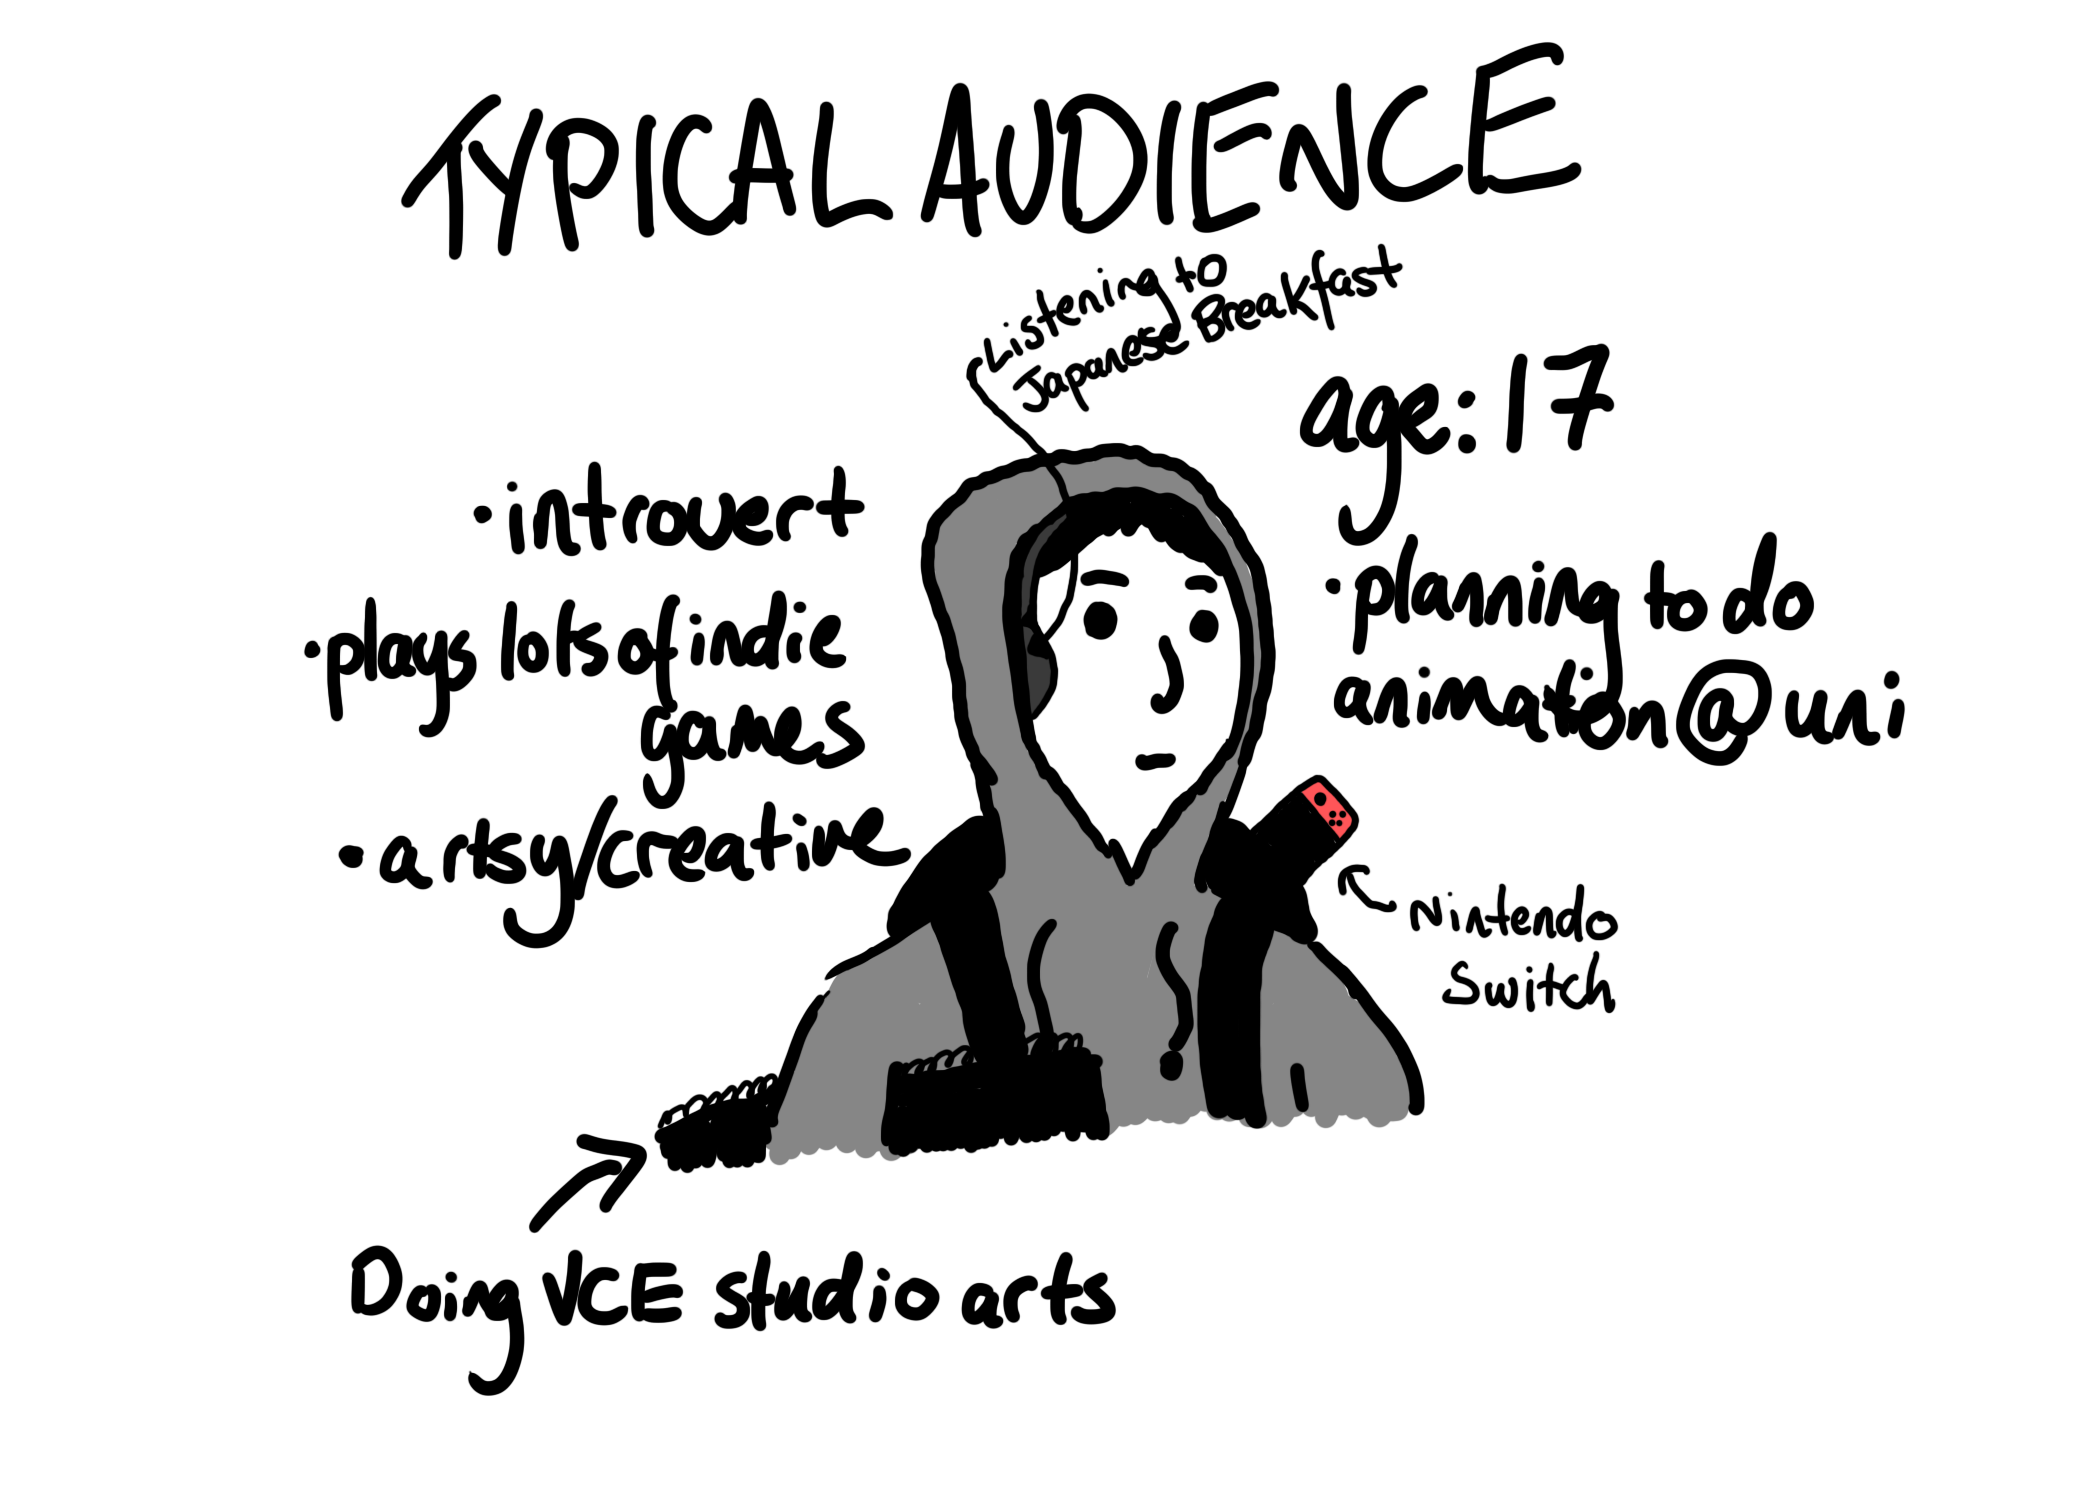 TYPICAL AUDIENCE
Listening to
Japanese Breakfast
age: 17
• introvert
• plays lots of indie
games
• artsy/creative
• planning to do
animation @ uni
Nintendo
Switch
Doing VCE studio arts